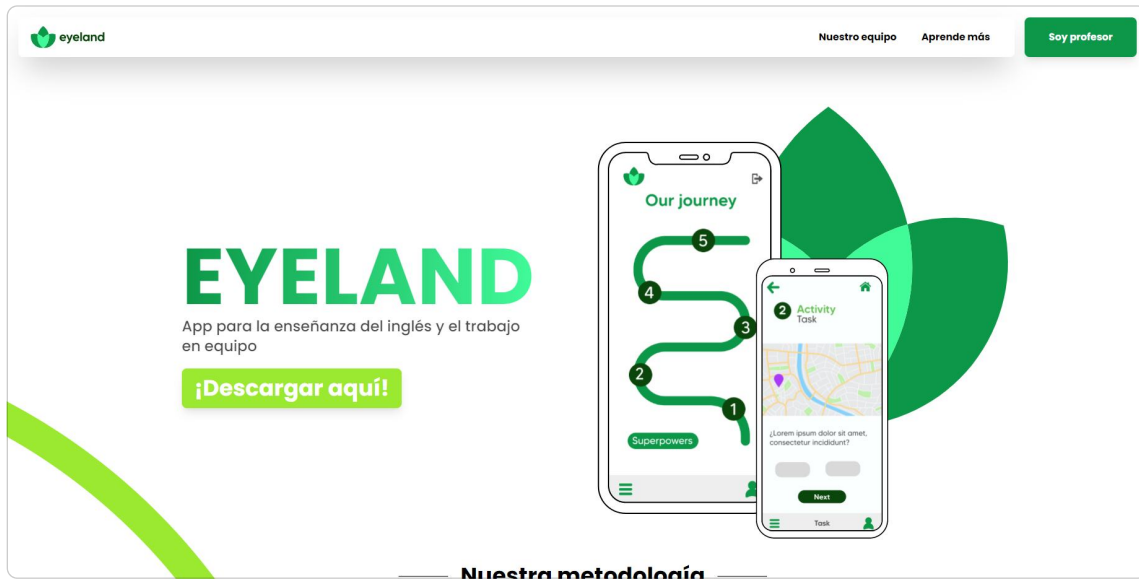 eyeland
Nuestro equipo
Aprende más
Soy profesor
EYELAND
App para la enseñanza del inglés y el trabajo
en equipo
¡Descargar aquí!
Our journey
5
4
3
2
1
Superpowers
2 Activity
Task
¿Lorem ipsum dolor sit amet,
consectetur incididunt?
Next
Task
Nuestra metodología